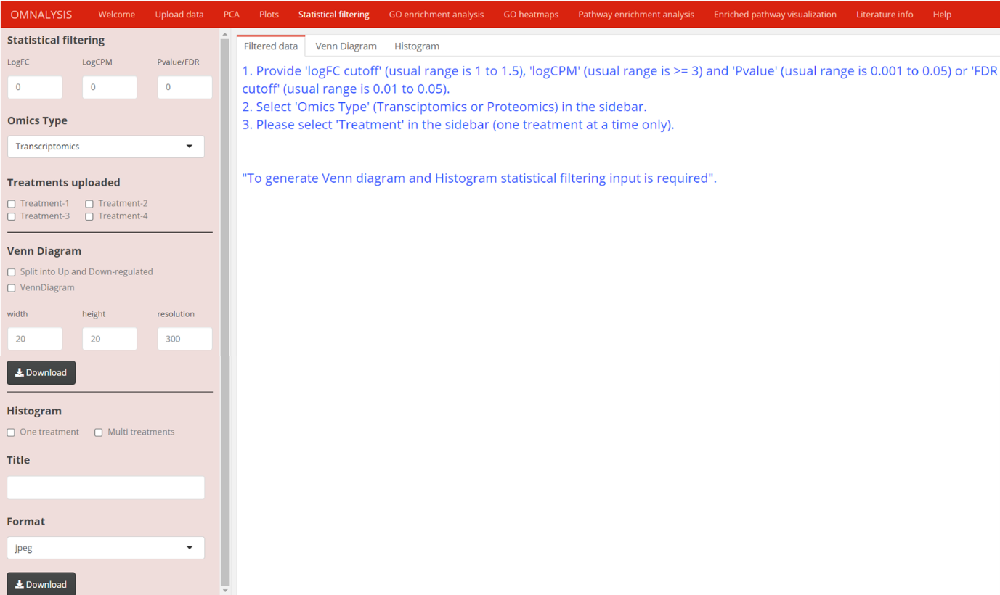 OMNALYSIS Welcome Upload data PCA Plots Statistical filtering GO enrichment analysis GO heatmaps Pathway enrichment analysis Enriched pathway visualization Literature info Help
Statistical filtering
LogFC LogCPM Pvalue/FDR
0 0 0
Omics Type
Transcriptomics
Treatments uploaded
Treatment-1 Treatment-2
Treatment-3 Treatment-4
Venn Diagram
Split into Up and Down-regulated
VennDiagram
width height resolution
20 20 300
Download
Histogram
One treatment Multi treatments
Title
Format
jpeg
Download
Filtered data Venn Diagram Histogram
1. Provide 'logFC cutoff' (usual range is 1 to 1.5), 'logCPM' (usual range is >= 3) and 'Pvalue' (usual range is 0.001 to 0.05) or 'FDR
cutoff' (usual range is 0.01 to 0.05).
2. Select 'Omics Type' (Transciptomics or Proteomics) in the sidebar.
3. Please select 'Treatment' in the sidebar (one treatment at a time only).
"To generate Venn diagram and Histogram statistical filtering input is required".